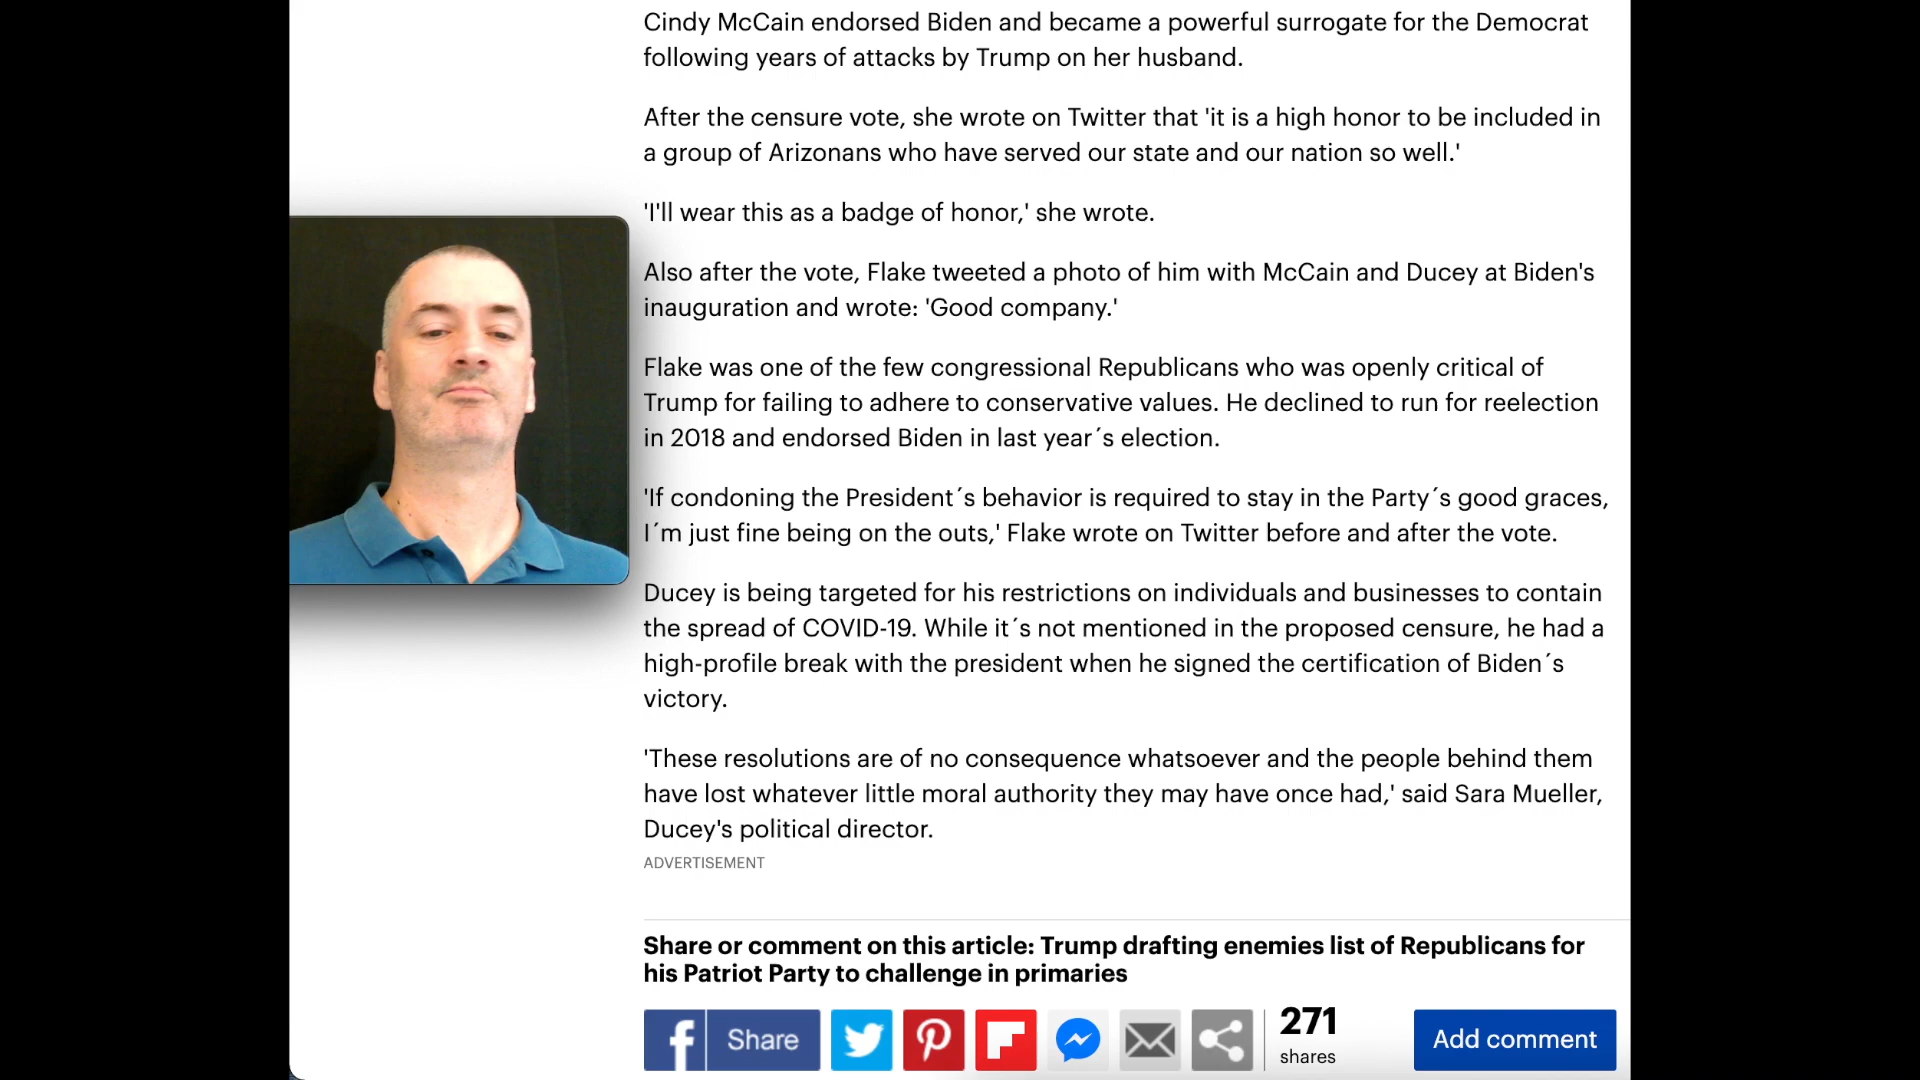 Cindy McCain endorsed Biden and became a powerful surrogate for the Democrat
following years of attacks by Trump on her husband.
After the censure vote, she wrote on Twitter that 'it is a high honor to be included in
a group of Arizonans who have served our state and our nation so well.'
'I'll wear this as a badge of honor,' she wrote.
Also after the vote, Flake tweeted a photo of him with McCain and Ducey at Biden's
inauguration and wrote: 'Good company.'
Flake was one of the few congressional Republicans who was openly critical of
Trump for failing to adhere to conservative values. He declined to run for reelection
in 2018 and endorsed Biden in last year´s election.
'If condoning the President´s behavior is required to stay in the Party´s good graces,
I´m just fine being on the outs,' Flake wrote on Twitter before and after the vote.
Ducey is being targeted for his restrictions on individuals and businesses to contain
the spread of COVID-19. While it´s not mentioned in the proposed censure, he had a
high-profile break with the president when he signed the certification of Biden´s
victory.
'These resolutions are of no consequence whatsoever and the people behind them
have lost whatever little moral authority they may have once had,' said Sara Mueller,
Ducey's political director.
ADVERTISEMENT
Share or comment on this article: Trump drafting enemies list of Republicans for
his Patriot Party to challenge in primaries
Share
271
shares
Add comment